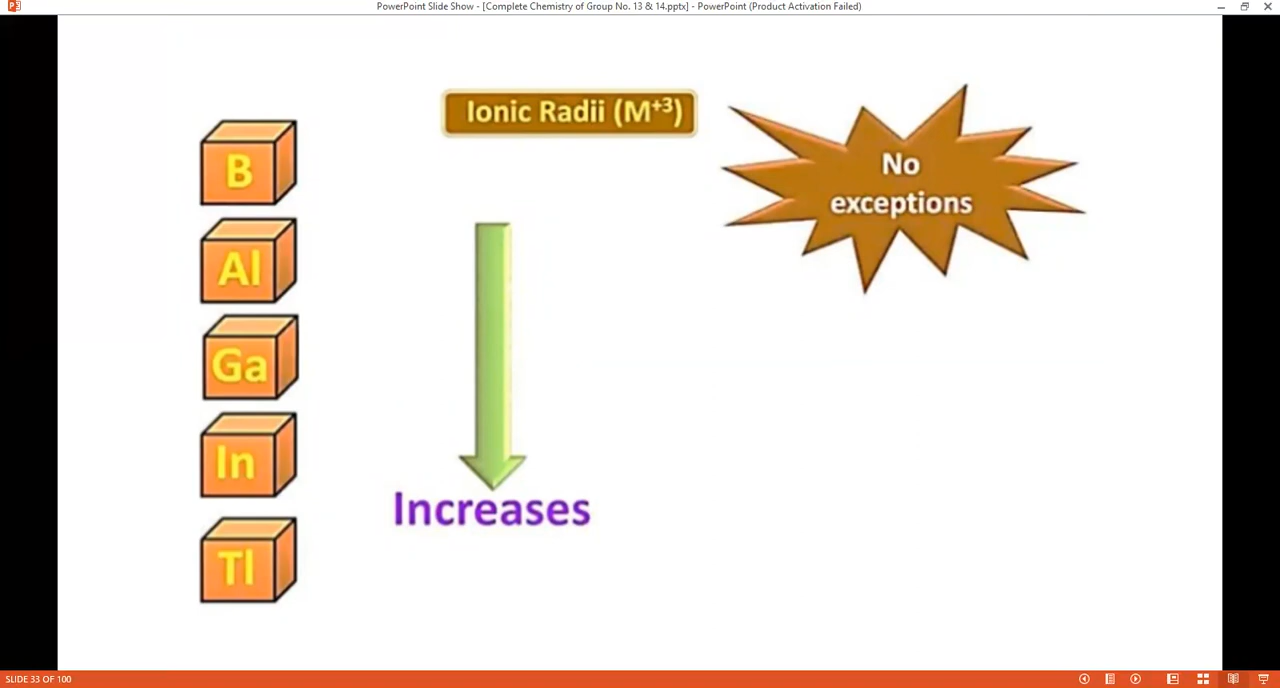 PowerPoint Slide Show - [Complete Chemistry of Group No. 13 & 14.pptx] - PowerPoint (Product Activation Failed)
Ionic Radii (M⁺³)
No
exceptions
B
Al
Ga
In
Tl
Increases
SLIDE 33 OF 100